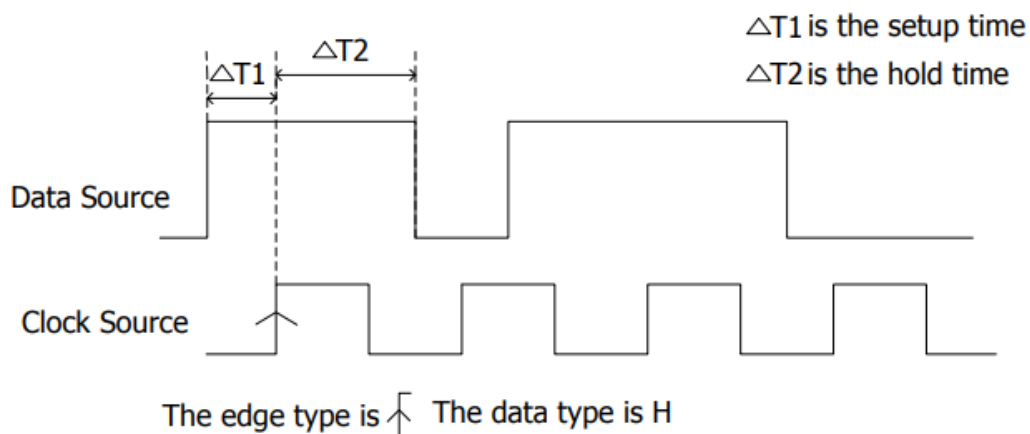 △T1 is the setup time
△T2
△T1
△T2 is the hold time
Data Source
Clock Source
The edge type is The data type is H